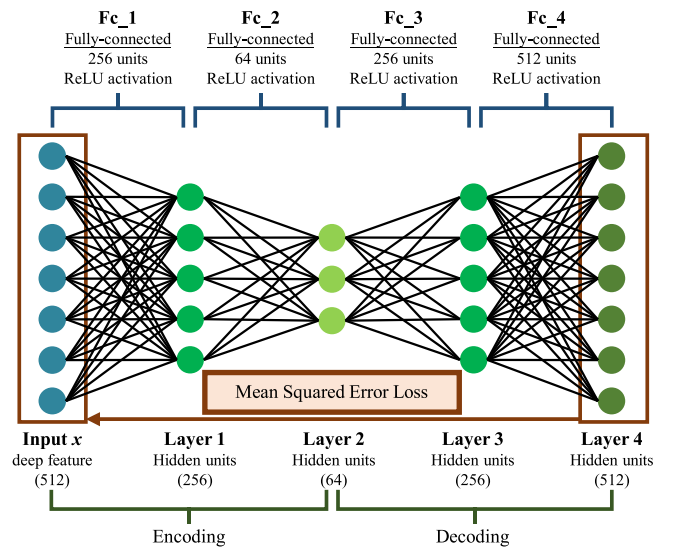 Fc_1
Fully-connected
256 units
ReLU activation
Fc_2
Fully-connected
64 units
ReLU activation
Fc_3
Fully-connected
256 units
ReLU activation
Fc_4
Fully-connected
512 units
ReLU activation
Mean Squared Error Loss
Input x
deep feature
(512)
Layer 1
Hidden units
(256)
Layer 2
Hidden units
(64)
Layer 3
Hidden units
(256)
Layer 4
Hidden units
(512)
Encoding
Decoding